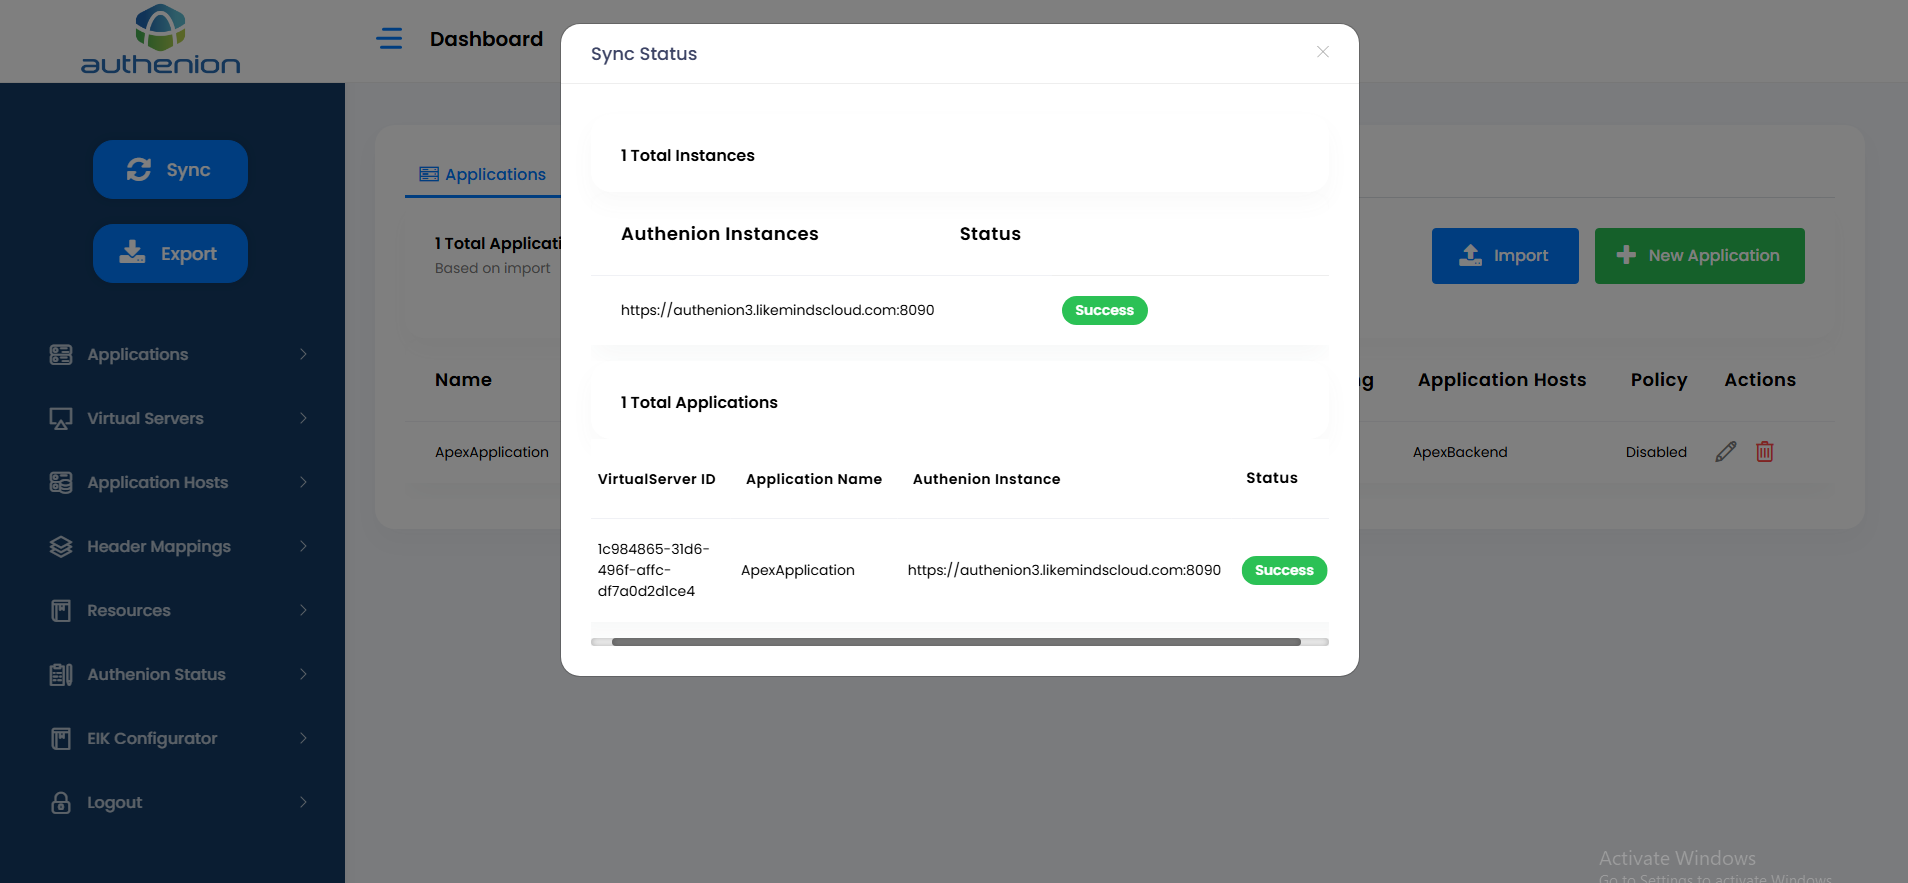 authenion
Dashboard
Sync
Export
Applications
Virtual Servers
Application Hosts
Header Mappings
Resources
Authenion Status
EIK Configurator
Logout
Applications
1 Total Applicati
Based on import
Import
New Application
Name
g
Application Hosts
Policy
Actions
ApexApplication
ApexBackend
Disabled
Sync Status
1 Total Instances
Authenion Instances
Status
https://authenion3.likemindscloud.com:8090
Success
1 Total Applications
VirtualServer ID
Application Name
Authenion Instance
Status
1c984865-31d6-
496f-affc-
df7a0d2d1ce4
ApexApplication
https://authenion3.likemindscloud.com:8090
Success
Activate Windows
Go to Settings to activate Windows.